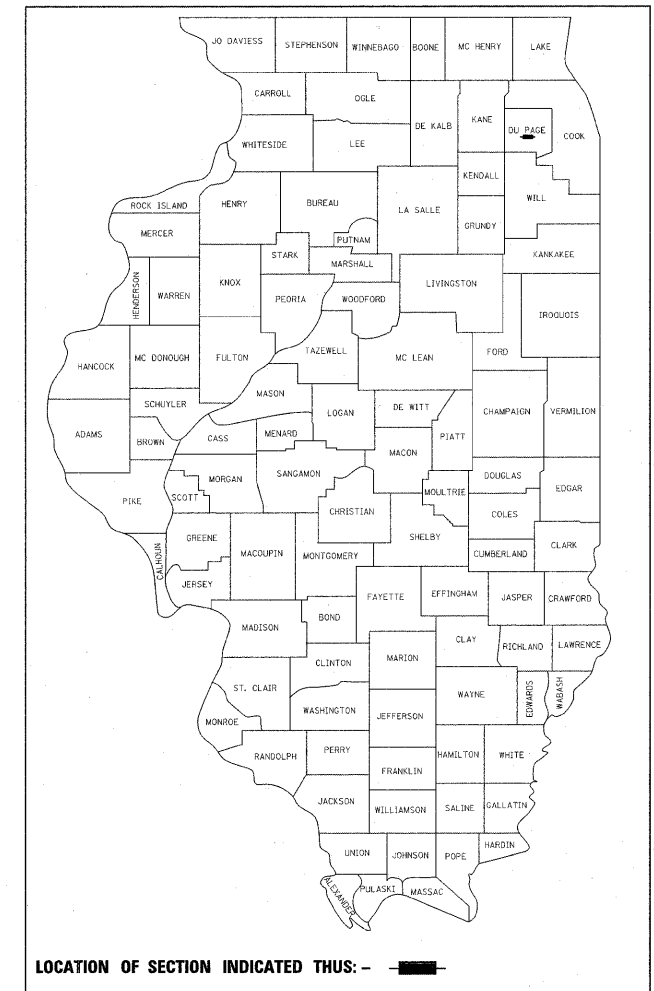 JO DAVIESS STEPHENSON WINNEBAGO BOONE MC HENRY LAKE
CARROLL OGLE DE KALB KANE DU PAGE COOK
WHITESIDE LEE
KENDALL
ROCK ISLAND HENRY BUREAU LA SALLE WILL
MERCER PUTNAM GRUNDY
STARK MARSHALL KANKAKEE
HENDERSON WARREN KNOX PEORIA WOODFORD LIVINGSTON IROQUOIS
HANCOCK MC DONOUGH FULTON TAZEWELL MC LEAN FORD
MASON
SCHUYLER LOGAN DE WITT CHAMPAIGN VERMILION
ADAMS BROWN CASS MENARD MACON PIATT
PIKE SCOTT MORGAN SANGAMON MOULTRIE DOUGLAS EDGAR
CHRISTIAN COLES
CALHOUN GREENE MACOUPIN MONTGOMERY SHELBY CUMBERLAND CLARK
JERSEY FAYETTE EFFINGHAM JASPER CRAWFORD
MADISON BOND
CLINTON MARION CLAY RICHLAND LAWRENCE
ST. CLAIR WAYNE EDWARDS WABASH
MONROE WASHINGTON JEFFERSON
RANDOLPH PERRY HAMILTON WHITE
FRANKLIN
JACKSON WILLIAMSON SALINE GALLATIN
UNION JOHNSON POPE HARDIN
ALEXANDER PULASKI MASSAC
LOCATION OF SECTION INDICATED THUS: –